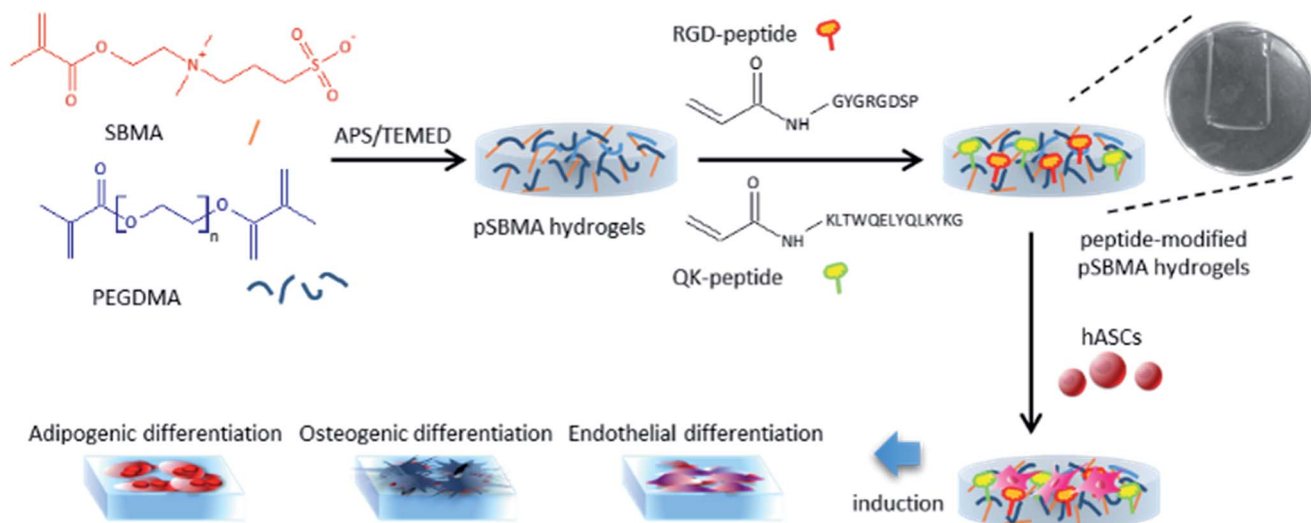 O
O
N+
S
O
O-
O
O
SBMA
APS/TEMED
O
O
O
n
PEGDMA
pSBMA hydrogels
RGD-peptide
O
NH
GYGRGDSP
O
NH
KLTWQELYQLKYKG
QK-peptide
peptide-modified
pSBMA hydrogels
hASCs
Adipogenic differentiation
Osteogenic differentiation
Endothelial differentiation
induction